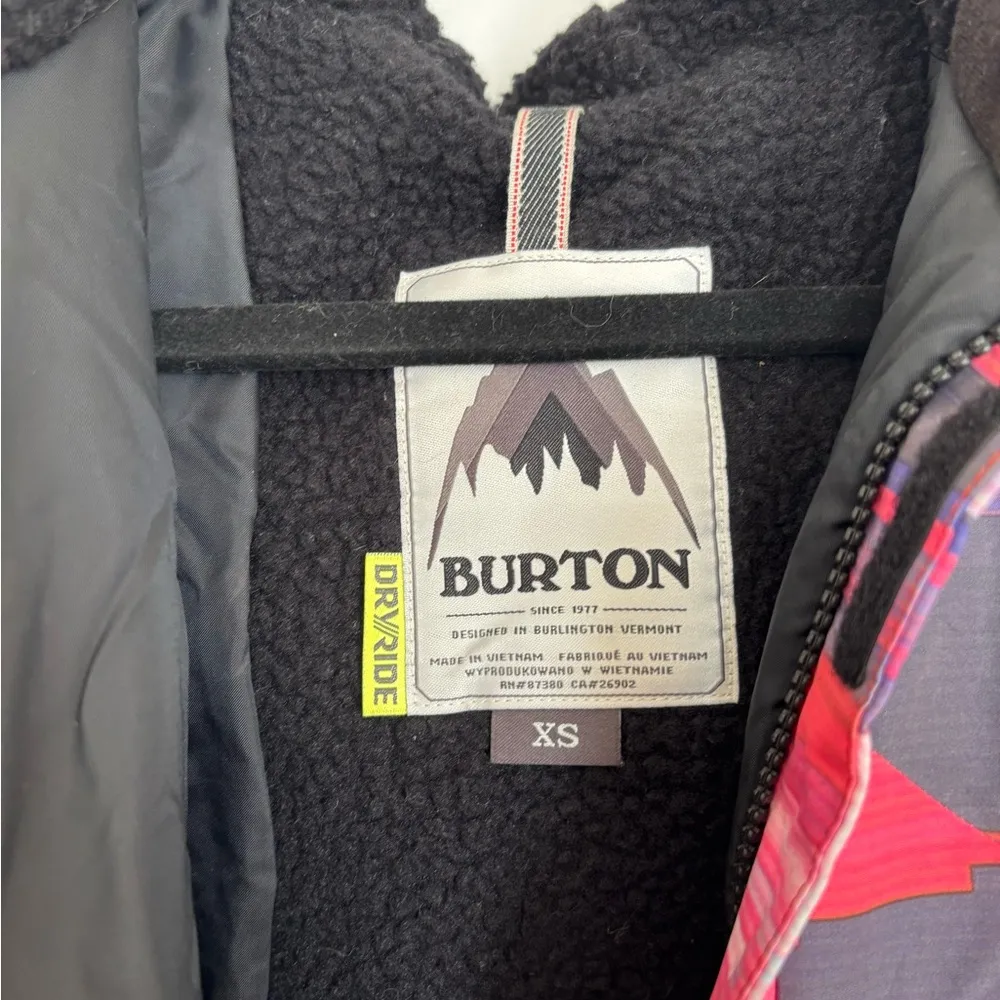 BURTON
SINCE 1977
DESIGNED IN BURLINGTON VERMONT
MADE IN VIETNAM FABRIQUÉ AU VIETNAM
WYPRODUKOWANO W WIETNAMIE
RN#87380 CA#26902
DRY//RIDE
XS